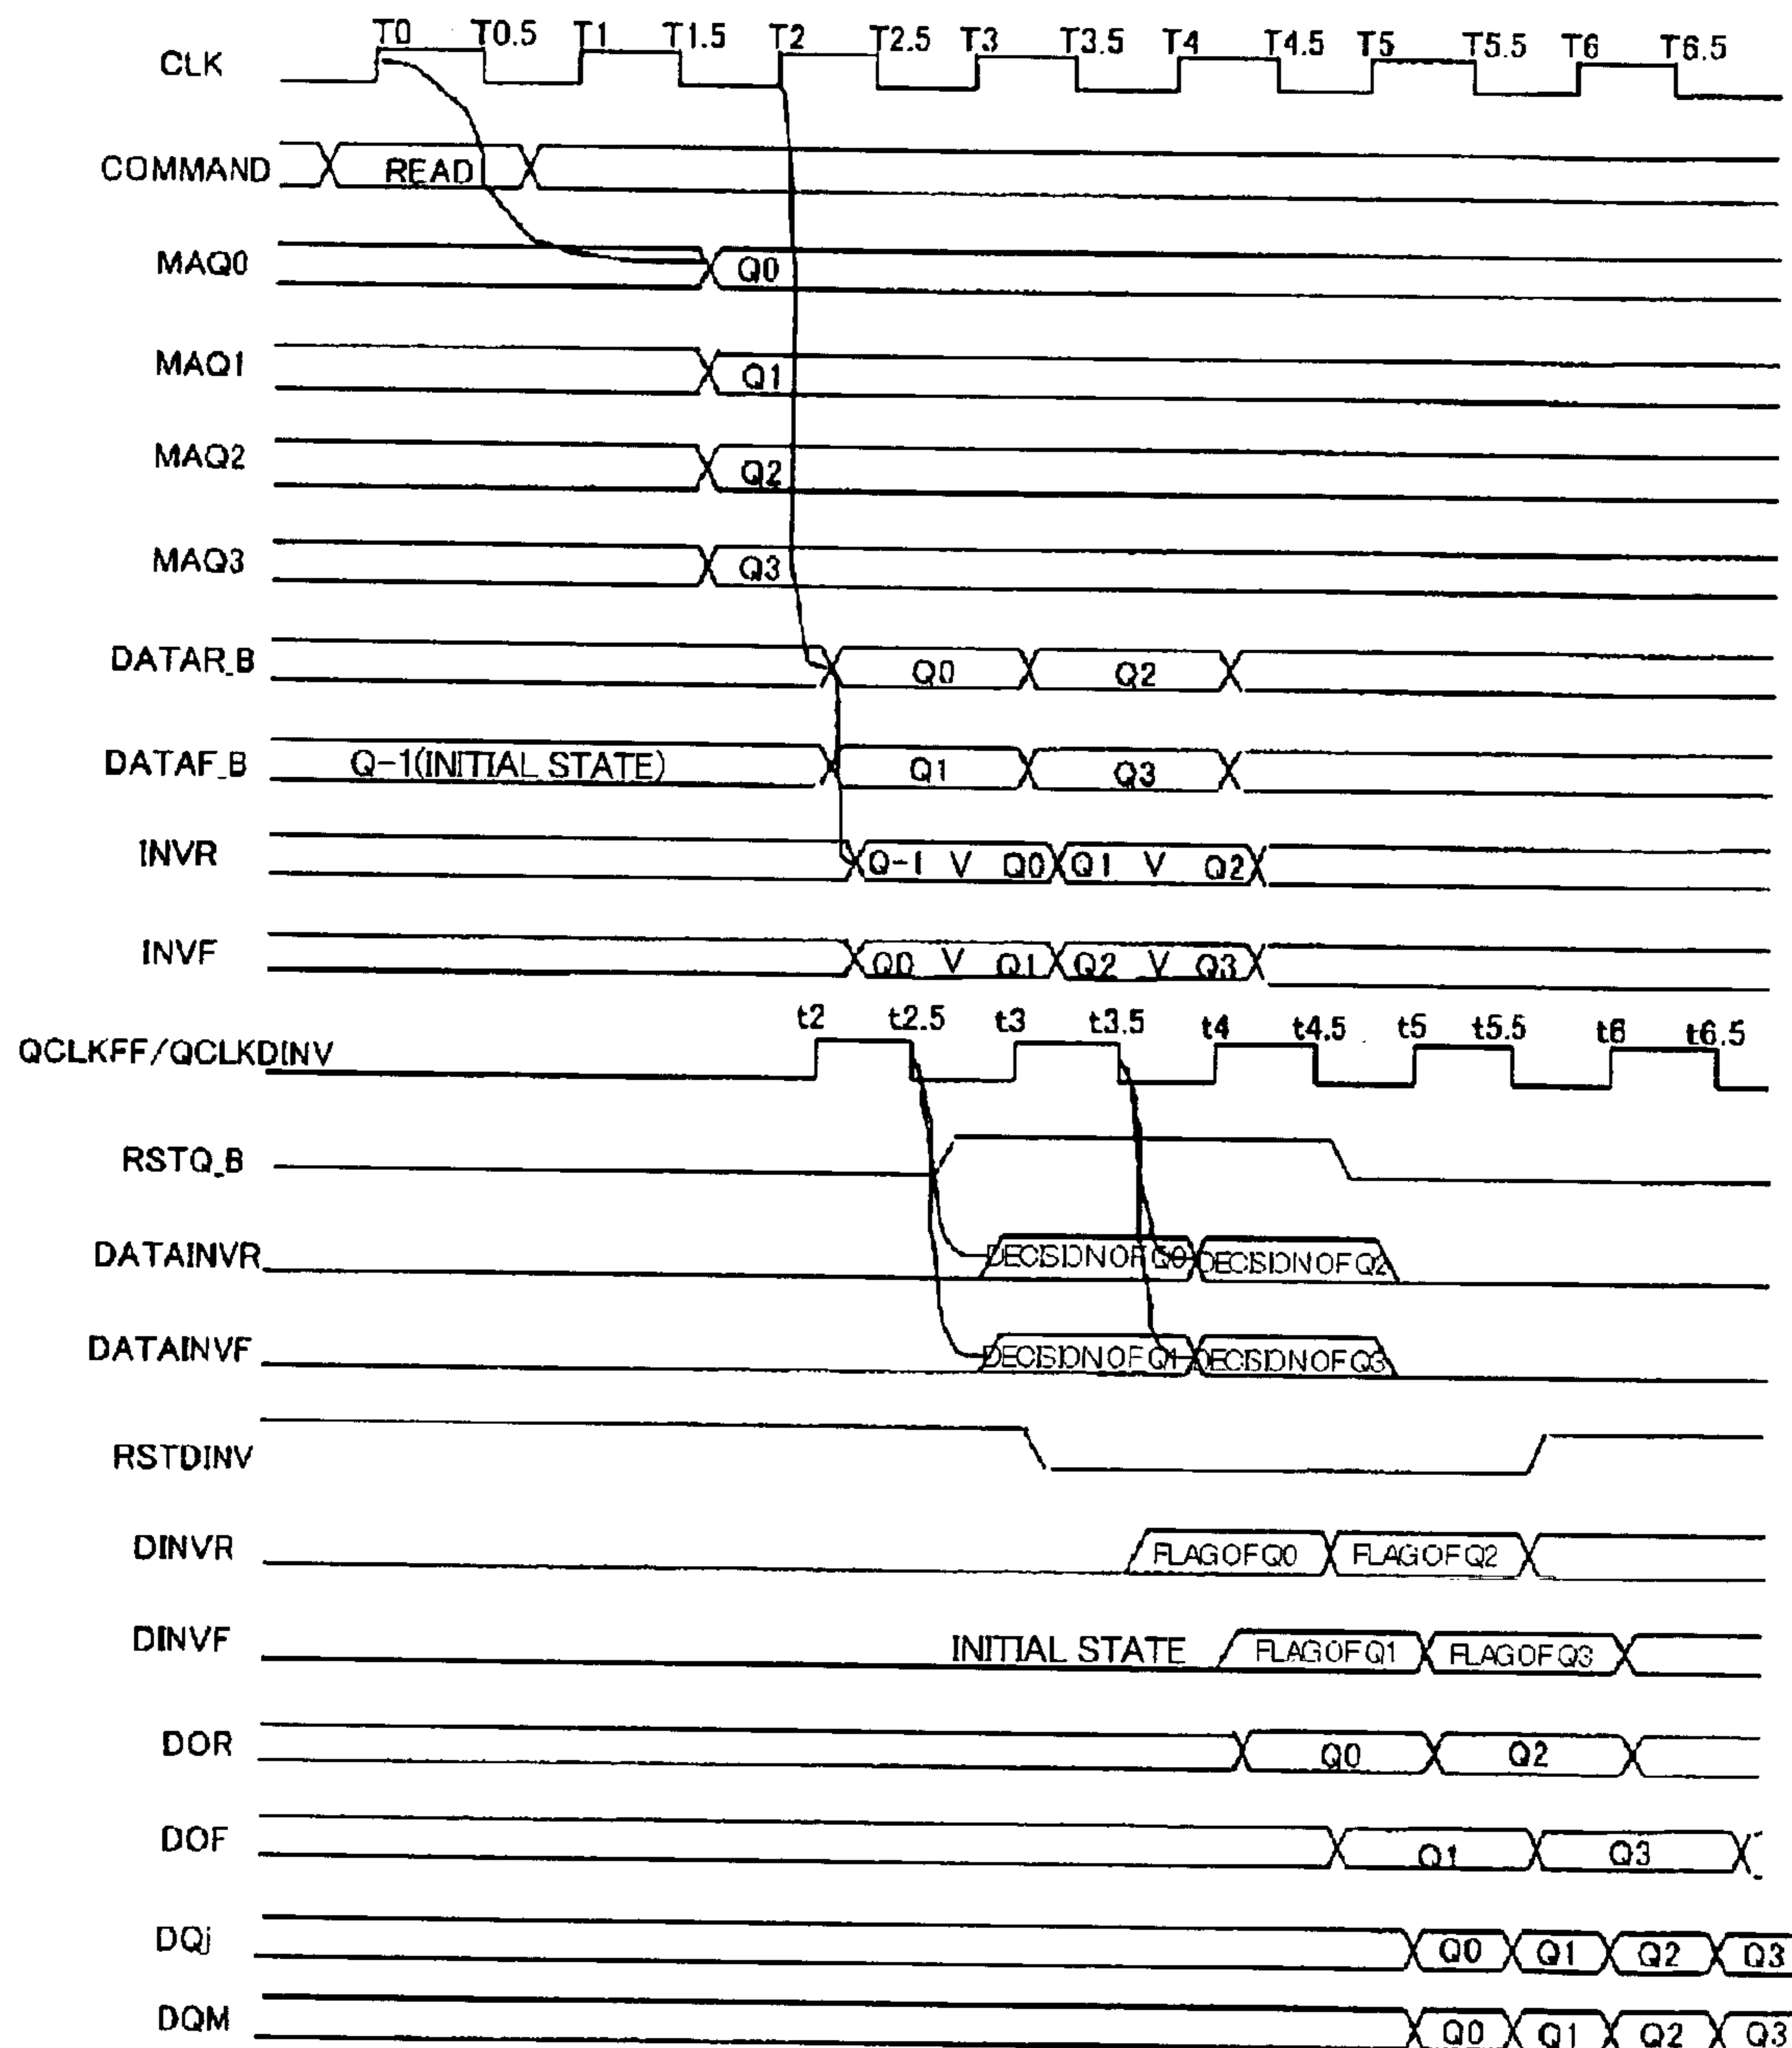 T0 T0.5 T1 T1.5 T2 T2.5 T3 T3.5 T4 T4.5 T5 T5.5 T6 T6.5
CLK
COMMAND READ
MAQ0 Q0
MAQ1 Q1
MAQ2 Q2
MAQ3 Q3
DATAR_B Q0 Q2
DATAF_B Q-1(INITIAL STATE) Q1 Q3
INVR Q-1 V Q0 Q1 V Q2
INVF Q0 V Q1 Q2 V Q3
t2 t2.5 t3 t3.5 t4 t4.5 t5 t5.5 t6 t6.5
QCLKFF/QCLKDINV
RSTQ_B
DATAINVR DECISION OF Q0 DECISION OF Q2
DATAINVF DECISION OF Q1 DECISION OF Q3
RSTDINV
DINVR FLAG OF Q0 FLAG OF Q2
DINVF INITIAL STATE FLAG OF Q1 FLAG OF Q3
DOR Q0 Q2
DOF Q1 Q3
DQj Q0 Q1 Q2 Q3
DQM Q0 Q1 Q2 Q3